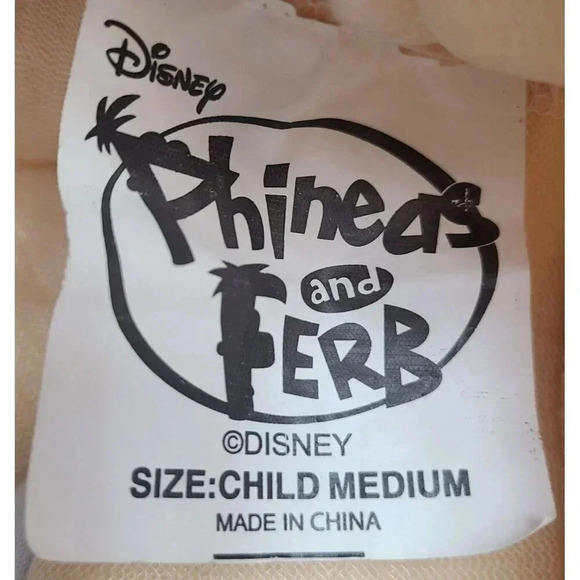 Disney
Phineas
and
FERB
©DISNEY
SIZE:CHILD MEDIUM
MADE IN CHINA